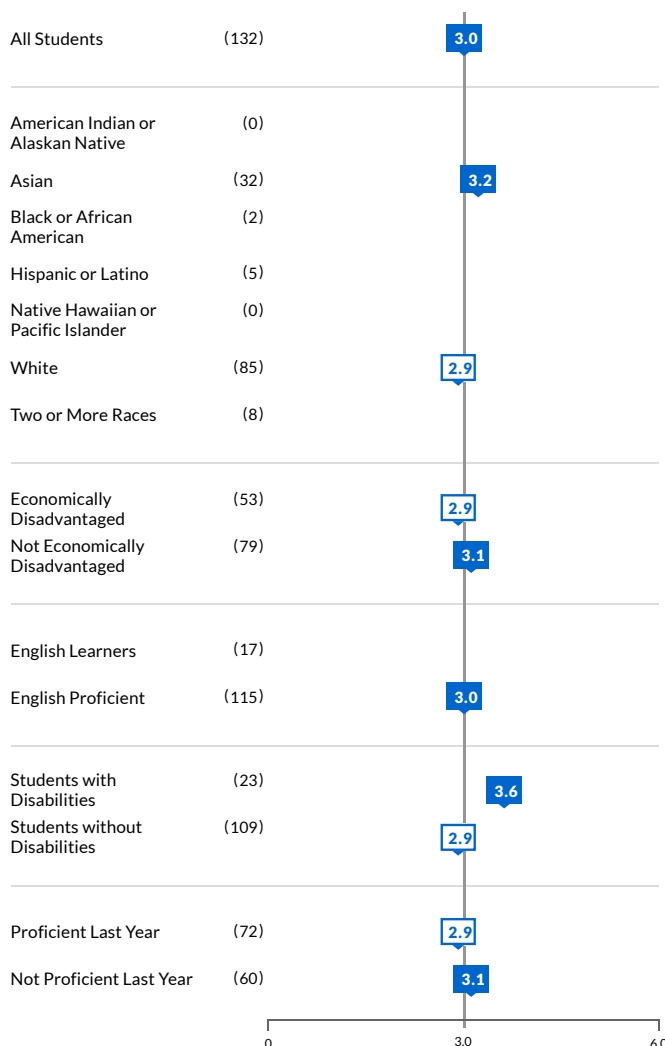 All Students (132) 3.0
American Indian or (0)
Alaskan Native
Asian (32) 3.2
Black or African (2)
American
Hispanic or Latino (5)
Native Hawaiian or (0)
Pacific Islander
White (85) 2.9
Two or More Races (8)
Economically (53) 2.9
Disadvantaged
Not Economically (79) 3.1
Disadvantaged
English Learners (17)
English Proficient (115) 3.0
Students with (23) 3.6
Disabilities
Students without (109) 2.9
Disabilities
Proficient Last Year (72) 2.9
Not Proficient Last Year (60) 3.1
0 3.0 6.0